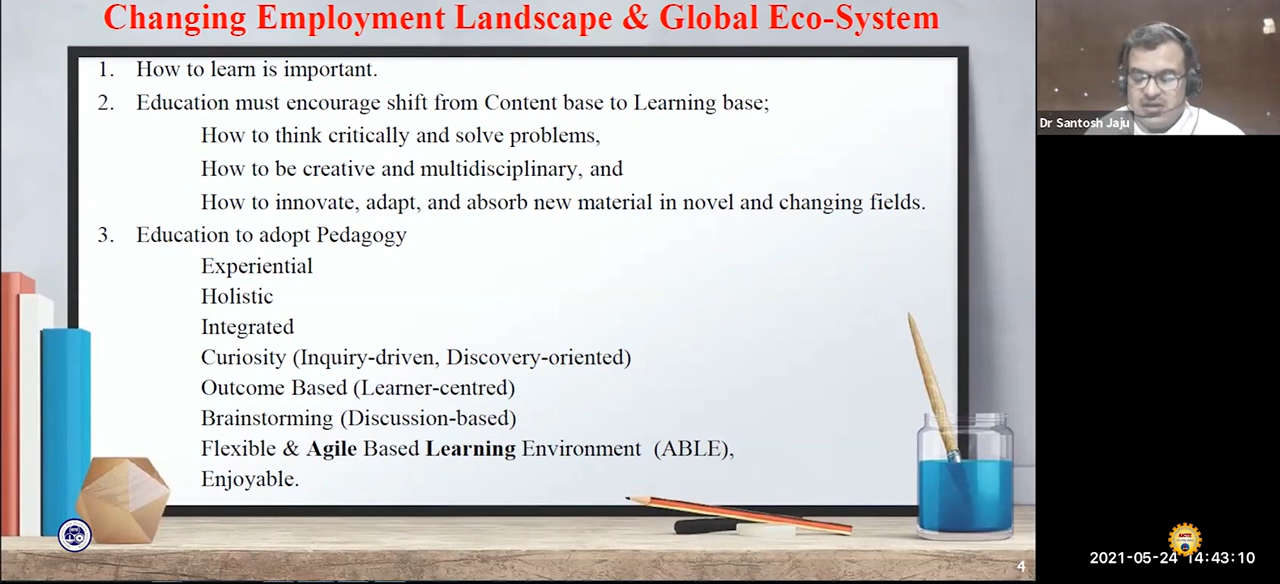 Changing Employment Landscape & Global Eco-System
1. How to learn is important.
2. Education must encourage shift from Content base to Learning base;
How to think critically and solve problems,
How to be creative and multidisciplinary, and
How to innovate, adapt, and absorb new material in novel and changing fields.
3. Education to adopt Pedagogy
Experiential
Holistic
Integrated
Curiosity (Inquiry-driven, Discovery-oriented)
Outcome Based (Learner-centred)
Brainstorming (Discussion-based)
Flexible & Agile Based Learning Environment (ABLE),
Enjoyable.
4
Dr Santosh Jaju
AICTE
2021-05-24 14:43:10